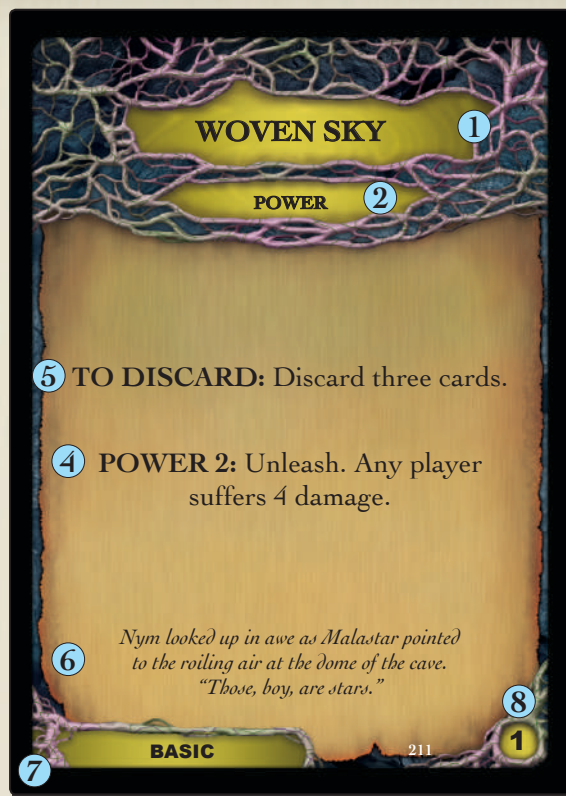 WOVEN SKY
1
POWER
2
5 TO DISCARD: Discard three cards.
4 POWER 2: Unleash. Any player
suffers 4 damage.
6
Nym looked up in awe as Malastar pointed
to the roiling air at the dome of the cave.
“Those, boy, are stars.”
8
BASIC
211
1
7